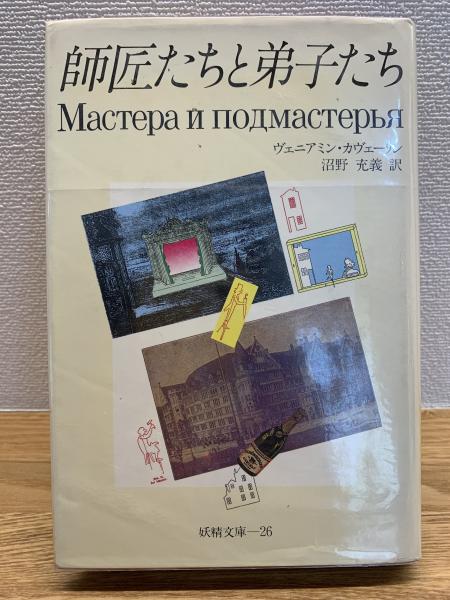 師匠たちと弟子たち
Мастера и подмастерья
ヴェニアミン・カヴェーリン
沼野 充義 訳
妖精文庫—26